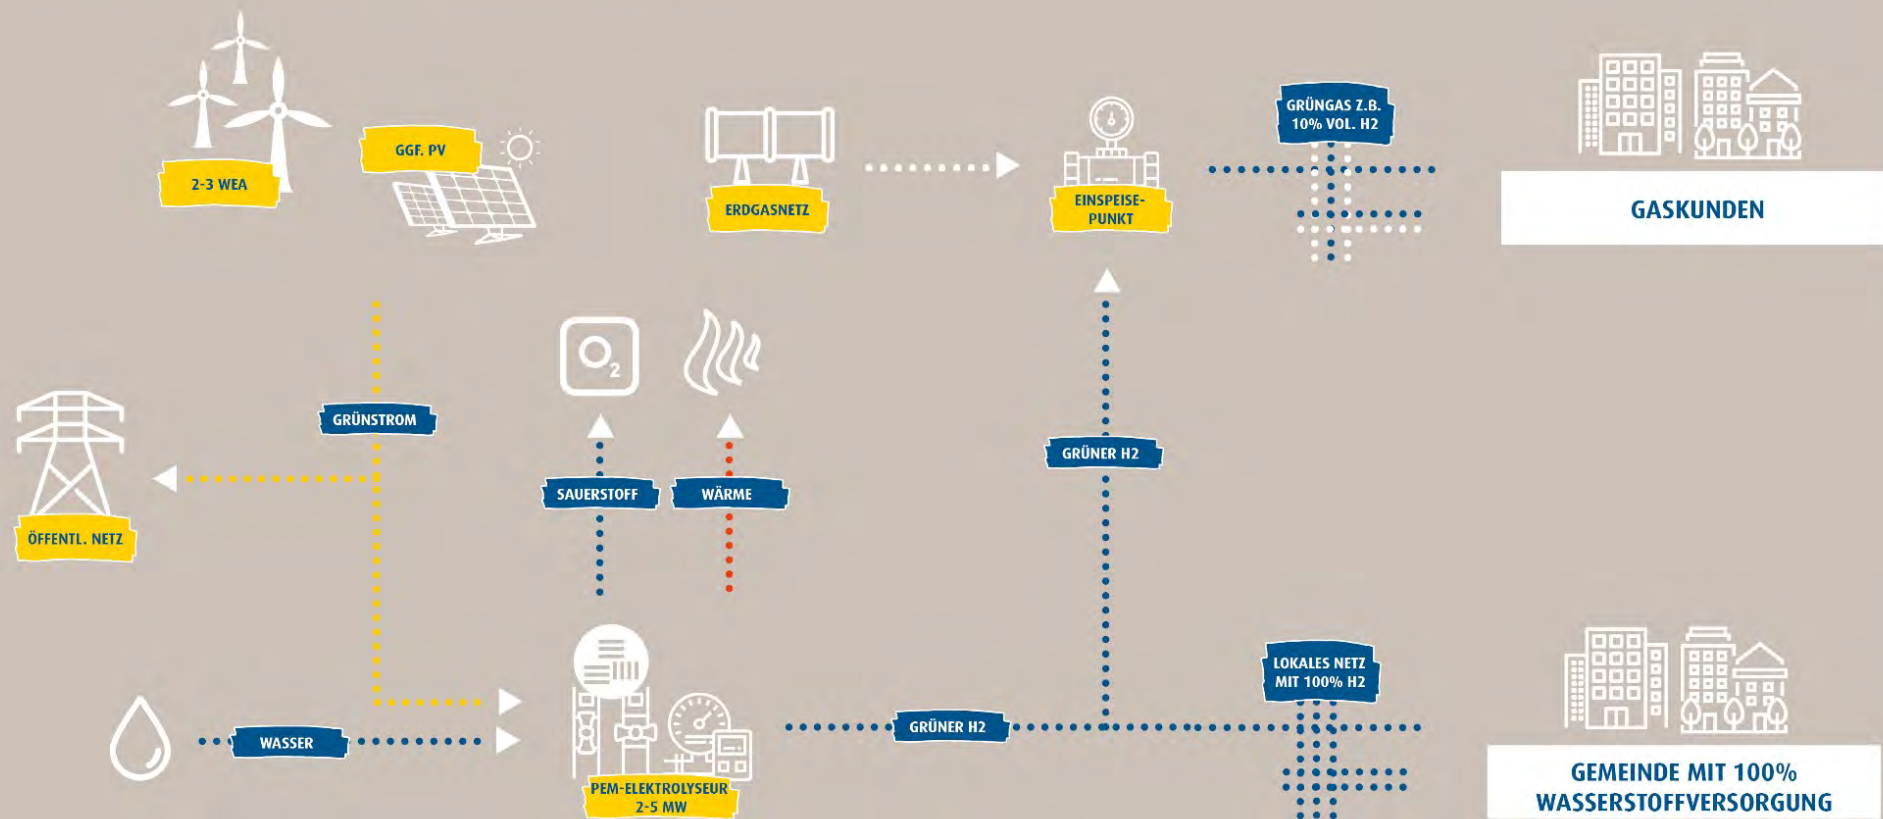 2-3 WEA
GGF. PV
ERDGASNETZ
EINSPEISE-
PUNKT
GRÜNGAS Z.B.
10% VOL. H2
GASKUNDEN
O2
GRÜNSTROM
ÖFFENTL. NETZ
SAUERSTOFF
WÄRME
GRÜNER H2
WASSER
PEM-ELEKTROLYSEUR
2-5 MW
GRÜNER H2
LOKALES NETZ
MIT 100% H2
GEMEINDE MIT 100%
WASSERSTOFFVERSORGUNG